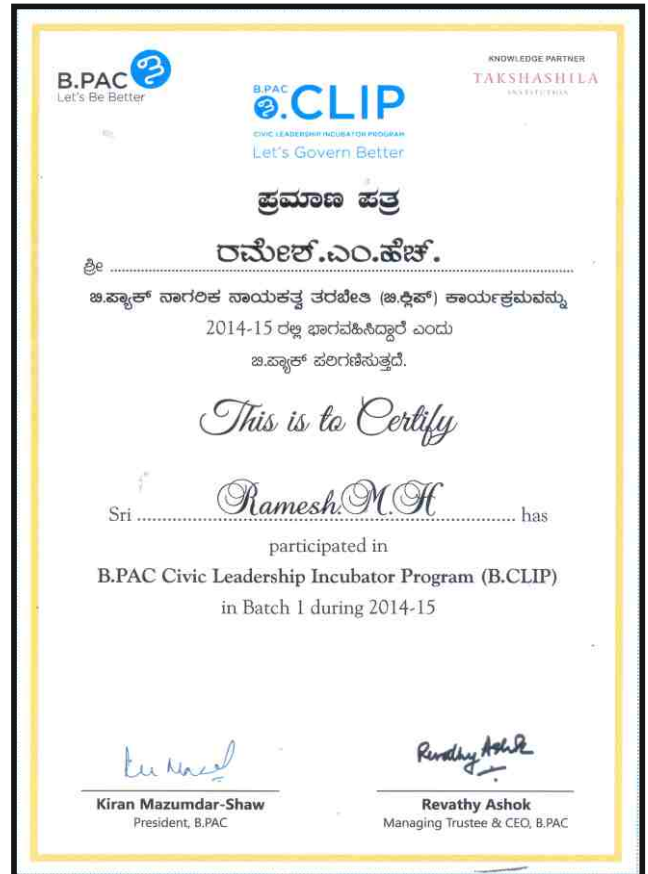 B.PAC
Let's Be Better
KNOWLEDGE PARTNER
TAKSHASHILA
INSTITUTION
B.PAC
B.CLIP
CIVIC LEADERSHIP INCUBATOR PROGRAM
Let's Govern Better
ಪ್ರಮಾಣ ಪತ್ರ
ಶ್ರೀ ರಮೇಶ್.ಎಂ.ಹೆಚ್.
ಬಿ.ಪ್ಯಾಕ್ ನಾಗರಿಕ ನಾಯಕತ್ವ ತರಬೇತಿ (ಬಿ.ಕ್ಲಿಪ್) ಕಾರ್ಯಕ್ರಮವನ್ನು
2014-15 ರಲ್ಲಿ ಭಾಗವಹಿಸಿದ್ದಾರೆ ಎಂದು
ಬಿ.ಪ್ಯಾಕ್ ಪರಿಗಣಿಸುತ್ತದೆ.
This is to Certify
Sri Ramesh.M.H has
participated in
B.PAC Civic Leadership Incubator Program (B.CLIP)
in Batch 1 during 2014-15
Revathy Ashok
Kiran Mazumdar-Shaw
President, B.PAC
Revathy Ashok
Managing Trustee & CEO, B.PAC